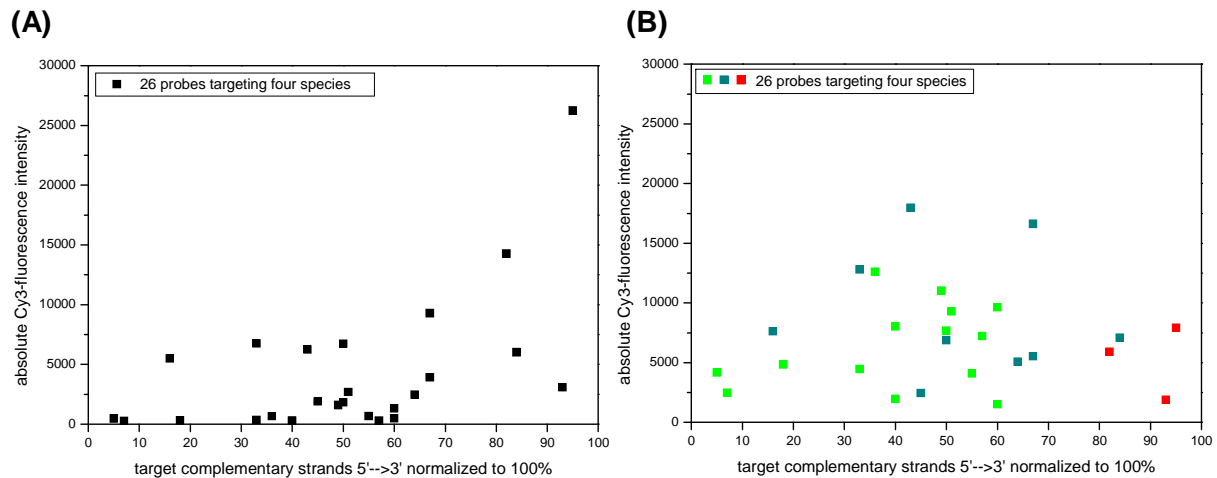 (A)
30000
25000
20000
15000
10000
5000
0
absolute Cy3-fluorescence intensity
26 probes targeting four species
0 10 20 30 40 50 60 70 80 90 100
target complementary strands 5'-->3' normalized to 100%
(B)
30000
25000
20000
15000
10000
5000
0
absolute Cy3-fluorescence intensity
26 probes targeting four species
0 10 20 30 40 50 60 70 80 90 100
target complementary strands 5'-->3' normalized to 100%